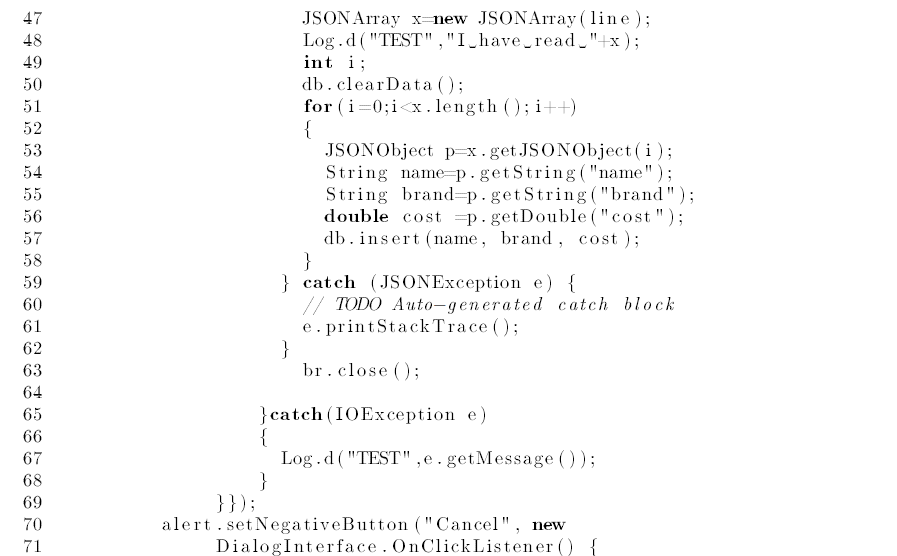 47 JSONArray x=new JSONArray(line);
48 Log.d("TEST","I␣have␣read␣"+x);
49 int i;
50 db.clearData();
51 for(i=0;i<x.length();i++)
52 {
53 JSONObject p=x.getJSONObject(i);
54 String name=p.getString("name");
55 String brand=p.getString("brand");
56 double cost =p.getDouble("cost");
57 db.insert(name, brand, cost);
58 }
59 } catch (JSONException e) {
60 // TODO Auto-generated catch block
61 e.printStackTrace();
62 }
63 br.close();
64
65 }catch(IOException e)
66 {
67 Log.d("TEST",e.getMessage());
68 }
69 }});
70 alert.setNegativeButton("Cancel", new
71 DialogInterface.OnClickListener() {